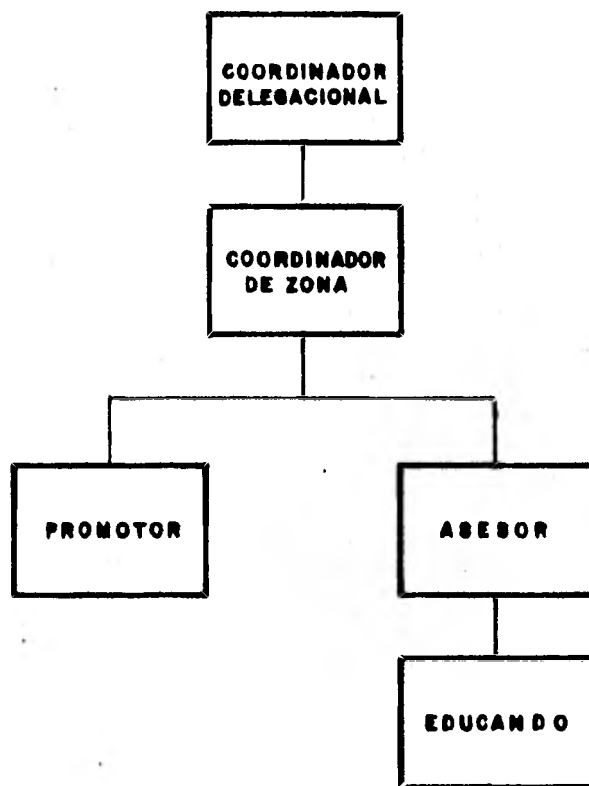 COORDINADOR
DELEGACIONAL
COORDINADOR
DE ZONA
PROMOTOR
ASESOR
EDUCANDO